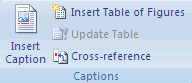 Insert Table of Figures
Update Table
Insert
Caption
Cross-reference
Captions